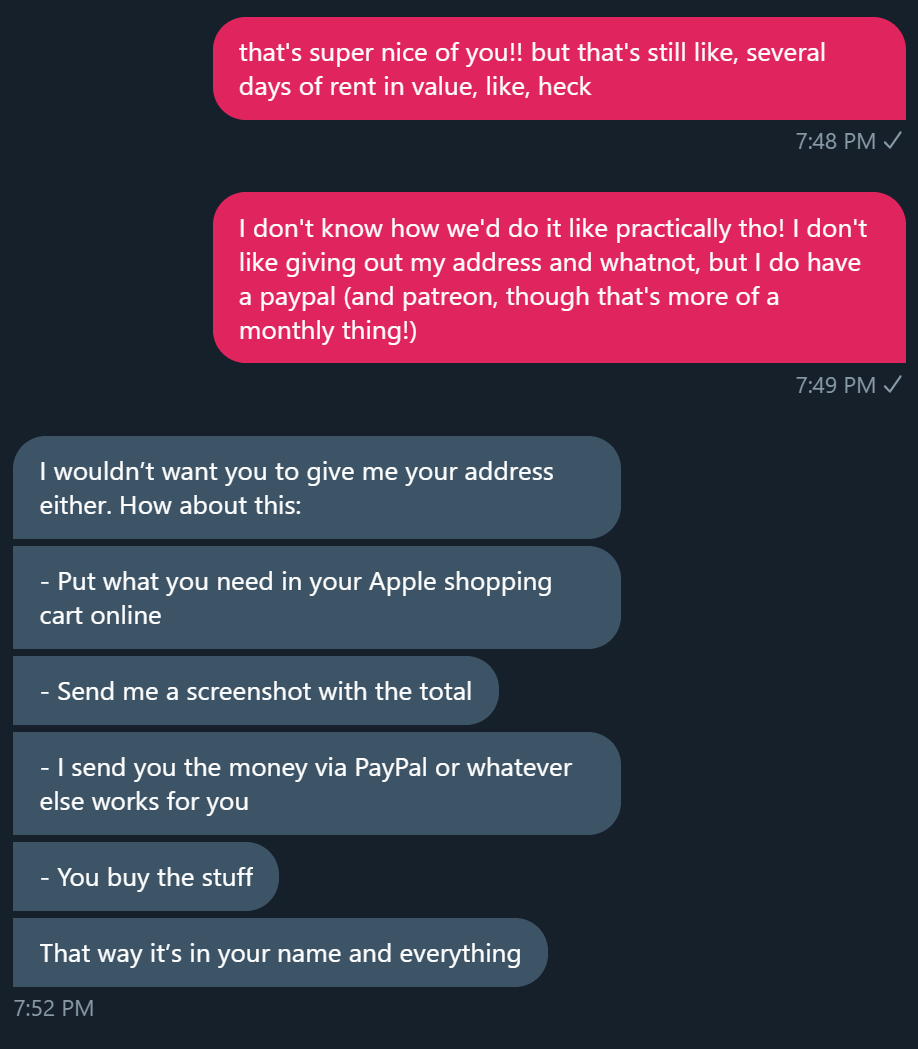 that's super nice of you!! but that's still like, several
days of rent in value, like, heck
7:48 PM ✓
I don't know how we'd do it like practically tho! I don't
like giving out my address and whatnot, but I do have
a paypal (and patreon, though that's more of a
monthly thing!)
7:49 PM ✓
I wouldn’t want you to give me your address
either. How about this:
- Put what you need in your Apple shopping
cart online
- Send me a screenshot with the total
- I send you the money via PayPal or whatever
else works for you
- You buy the stuff
That way it’s in your name and everything
7:52 PM